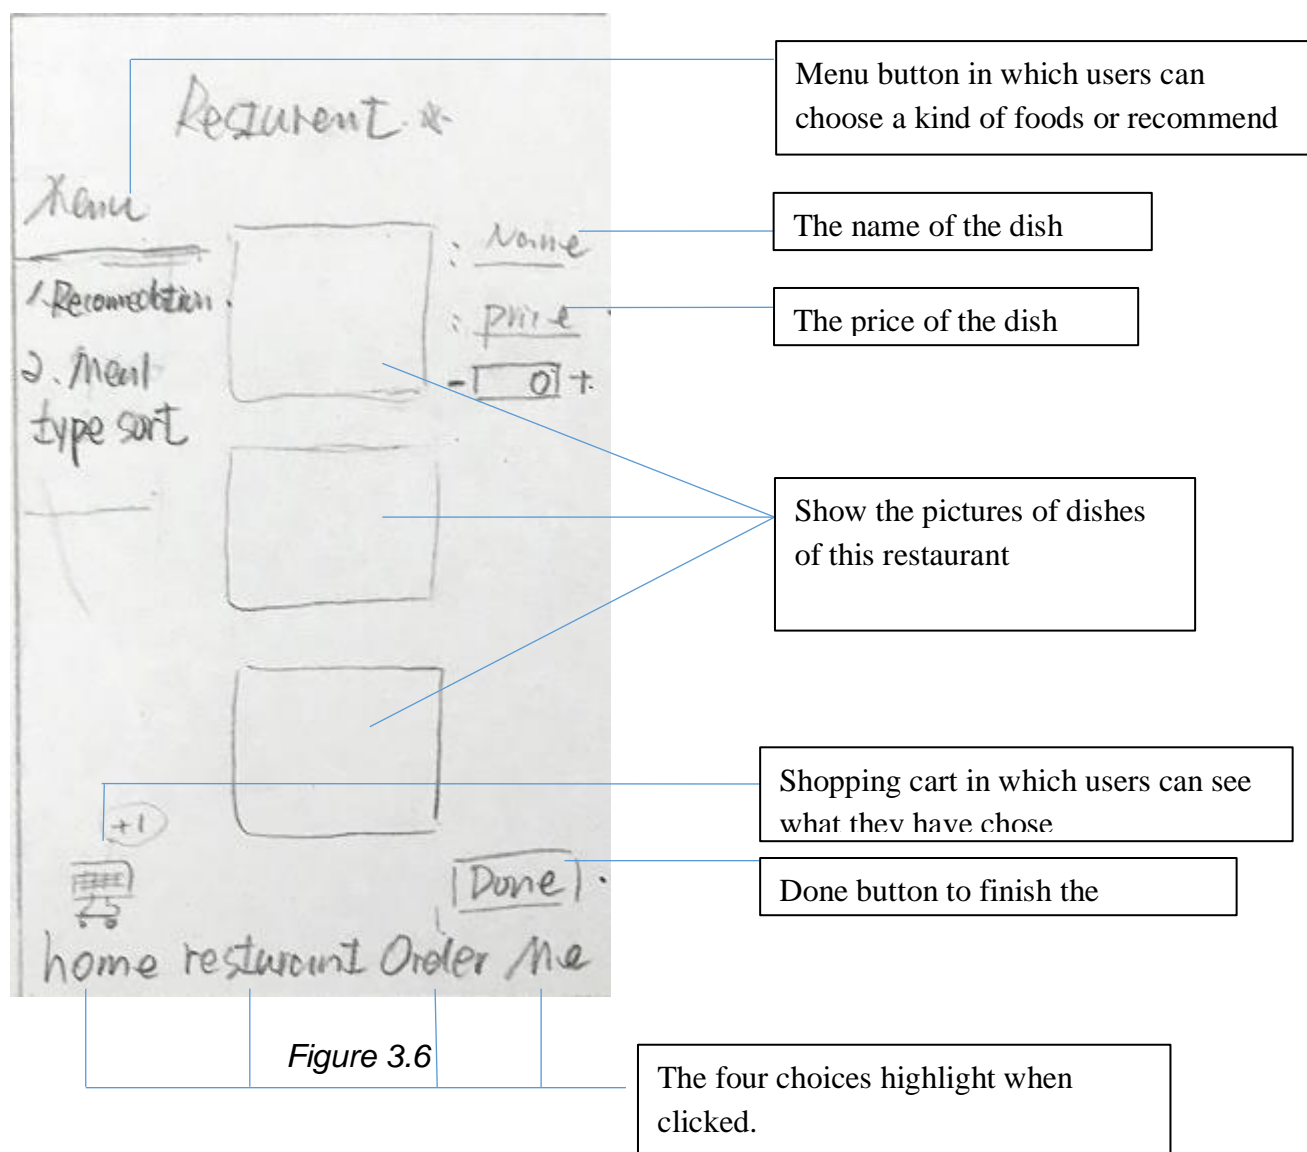 Menu button in which users can
choose a kind of foods or recommend
Resturent *
Menu
The name of the dish
: Name
1. Recomedation
The price of the dish
: price
- 0 +
2. Meal
type sort
Show the pictures of dishes
of this restaurant
Shopping cart in which users can see
what they have chose
+1
Done
Done button to finish the
home resturant Order Me
Figure 3.6
The four choices highlight when
clicked.